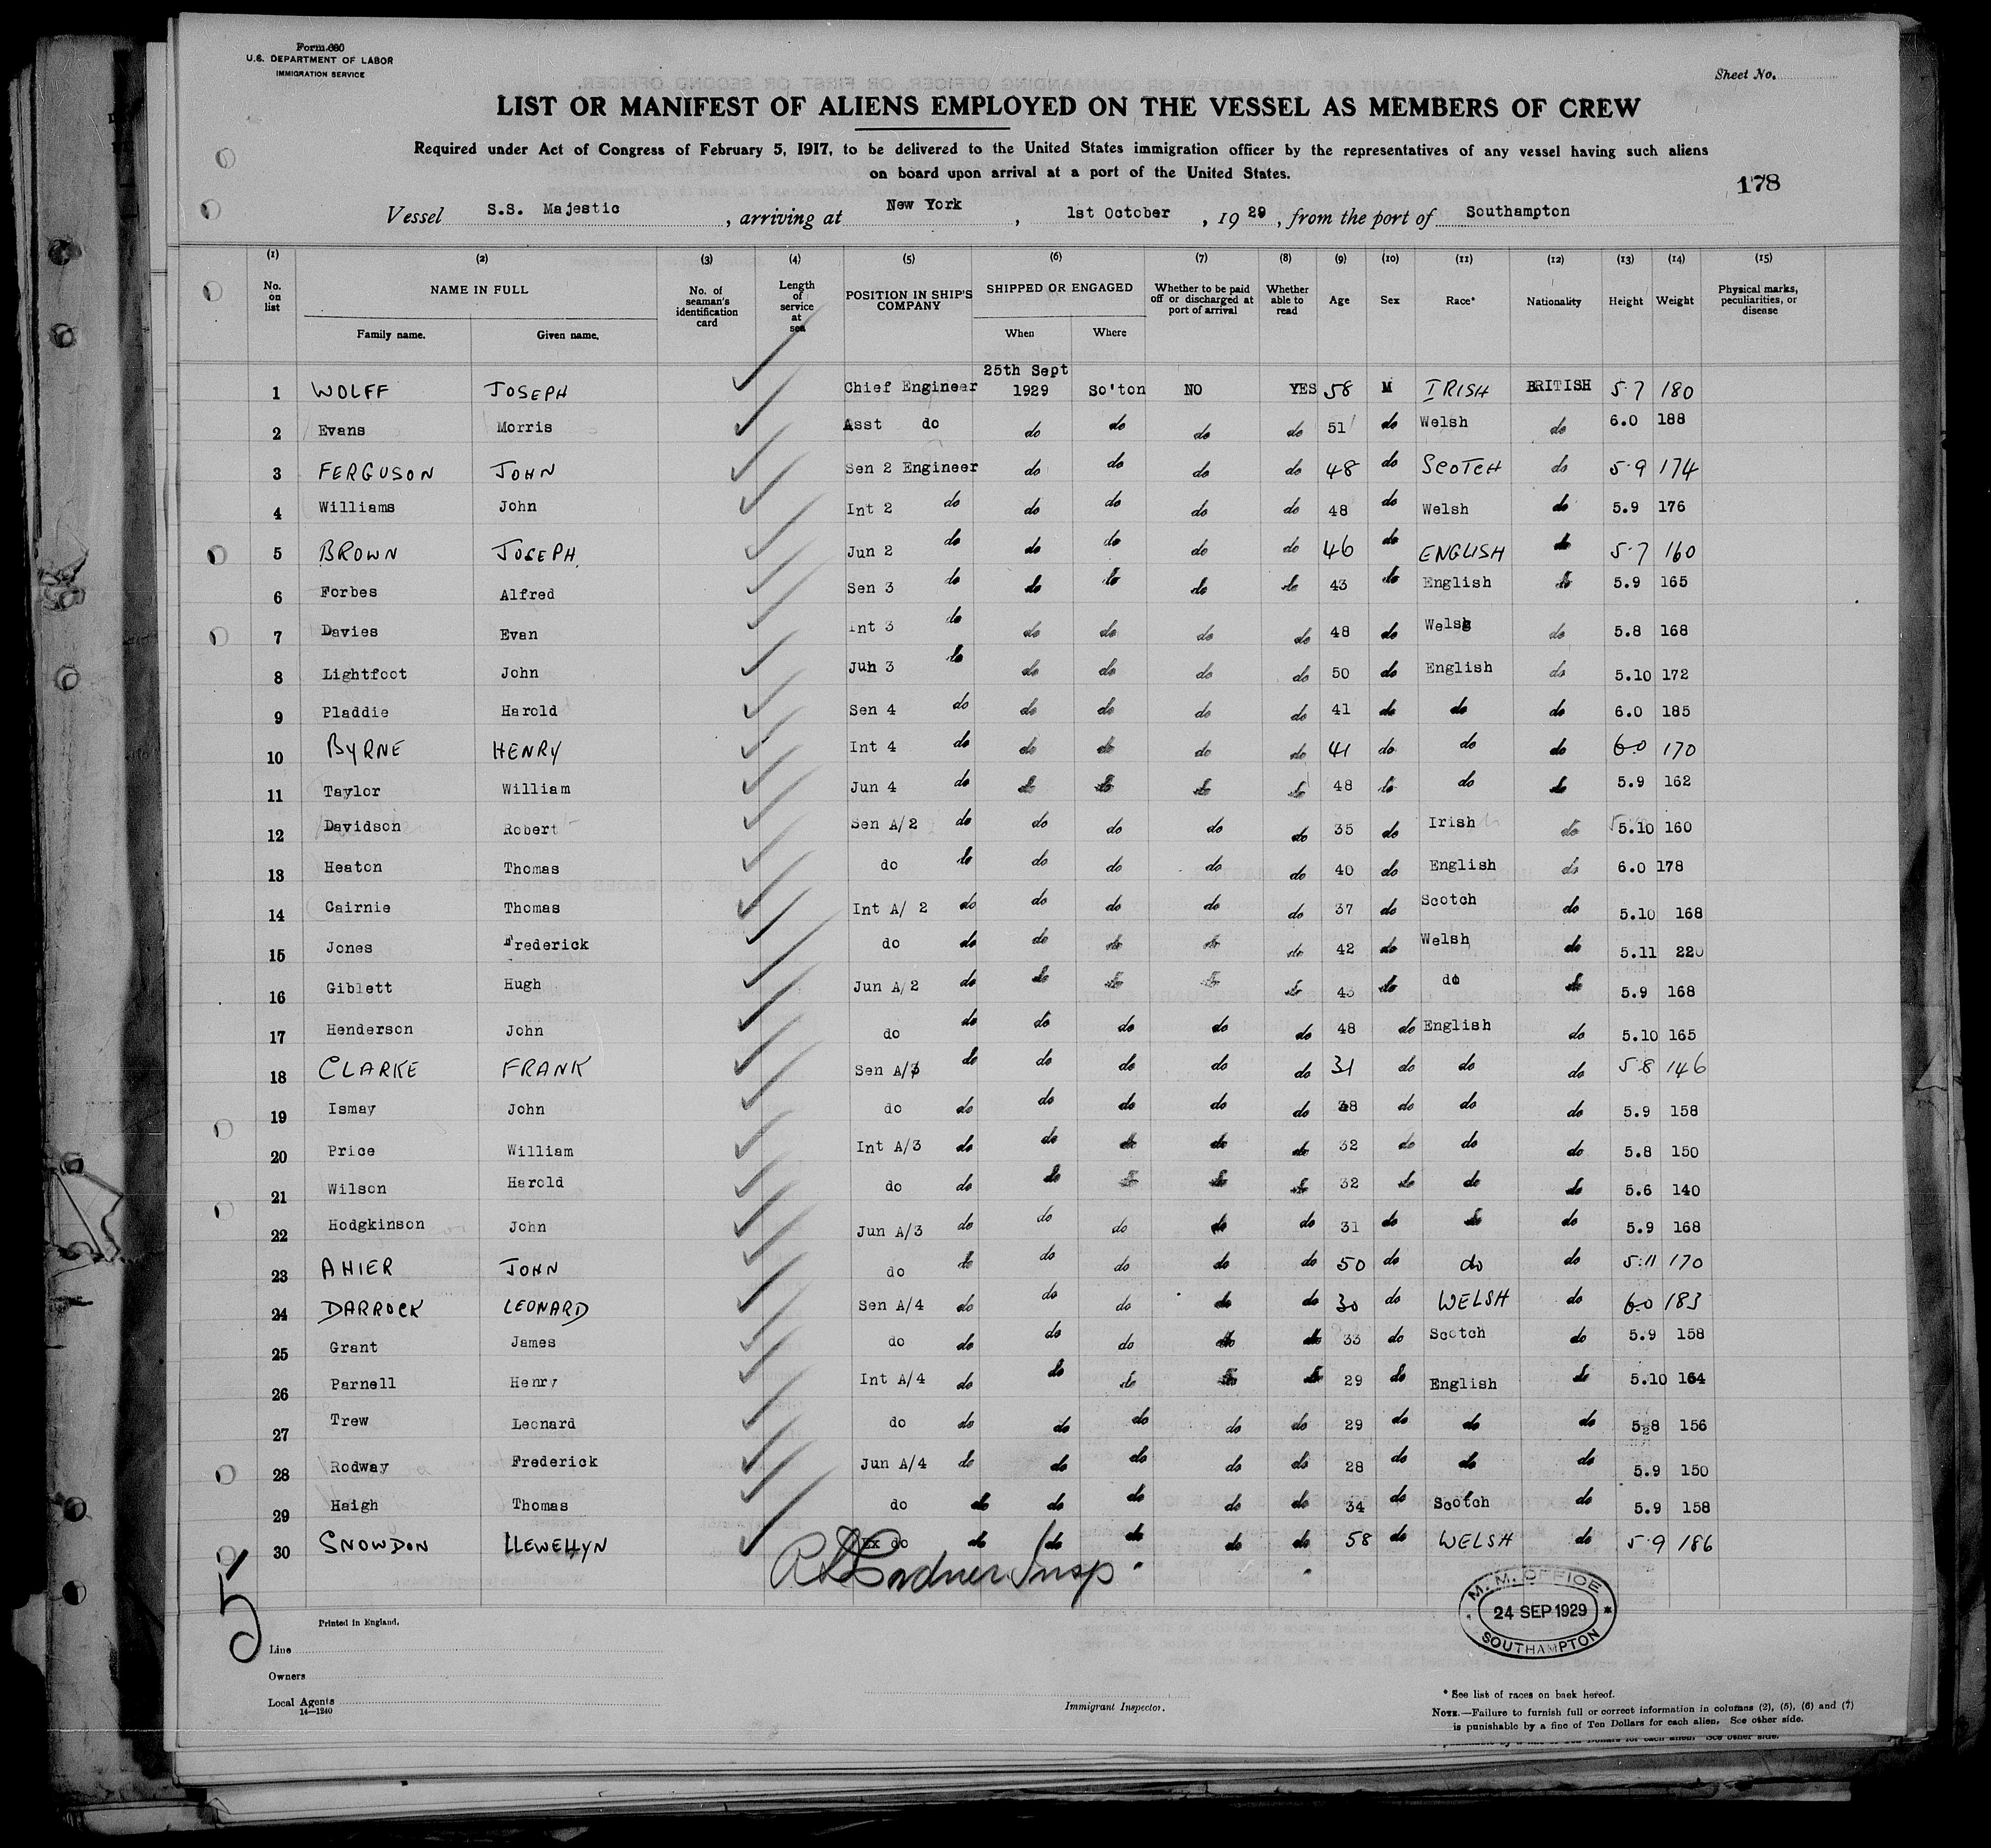 Form 680
U.S. DEPARTMENT OF LABOR
IMMIGRATION SERVICE
Sheet No.
LIST OR MANIFEST OF ALIENS EMPLOYED ON THE VESSEL AS MEMBERS OF CREW
Required under Act of Congress of February 5, 1917, to be delivered to the United States immigration officer by the representatives of any vessel having such aliens
on board upon arrival at a port of the United States.
178
Vessel S.S. Majestic, arriving at New York, 1st October, 1929, from the port of Southampton
(1) (2) (3) (4) (5) (6) (7) (8) (9) (10) (11) (12) (13) (14) (15)
No. on list NAME IN FULL Family name. Given name. No. of seaman's identification card Length of service at sea POSITION IN SHIP'S COMPANY SHIPPED OR ENGAGED When Where Whether to be paid off or discharged at port of arrival Whether able to read Age Sex Race* Nationality Height Weight Physical marks, peculiarities, or disease
1 WOLFF JOSEPH Chief Engineer 25th Sept 1929 So'ton NO YES 58 M IRISH BRITISH 5.7 180
2 Evans Morris Asst do do do do do 51 do Welsh do 6.0 188
3 FERGUSON JOHN Sen 2 Engineer do do do do 48 do SCOTCH do 5.9 174
4 Williams John Int 2 do do do do do 48 do Welsh do 5.9 176
5 BROWN JOSEPH Jun 2 do do do do do 46 do ENGLISH do 5.7 160
6 Forbes Alfred Sen 3 do do do do do 43 do English do 5.9 165
7 Davies Evan Int 3 do do do do do 48 do Welsh do 5.8 168
8 Lightfoot John Jun 3 do do do do do 50 do English do 5.10 172
9 Pladdie Harold Sen 4 do do do do do 41 do do do 6.0 185
10 BYRNE HENRY Int 4 do do do do do 41 do do do 6.0 170
11 Taylor William Jun 4 do do do do do 48 do do do 5.9 162
12 Davidson Robert Sen A/2 do do do do do 35 do Irish do 5.10 160
13 Heaton Thomas do do do do do do 40 do English do 6.0 178
14 Cairnie Thomas Int A/ 2 do do do do do 37 do Scotch do 5.10 168
15 Jones Frederick do do do do do do 42 do Welsh do 5.11 220
16 Giblett Hugh Jun A/2 do do do do do 43 do do do 5.9 168
17 Henderson John do do do do do do 48 do English do 5.10 165
18 CLARKE FRANK Sen A/3 do do do do do 31 do do do 5.8 146
19 Ismay John do do do do do do 38 do do do 5.9 158
20 Price William Int A/3 do do do do do 32 do do do 5.8 150
21 Wilson Harold do do do do do do 32 do do do 5.6 140
22 Hodgkinson John Jun A/3 do do do do do 31 do do do 5.9 168
23 AHIER JOHN do do do do do do 50 do do do 5.11 170
24 DARROCK LEONARD Sen A/4 do do do do do 30 do WELSH do 6.0 183
25 Grant James do do do do do do 33 do Scotch do 5.9 158
26 Parnell Henry Int A/4 do do do do do 29 do English do 5.10 164
27 Trew Leonard do do do do do do 29 do do do 5.8 156
28 Rodway Frederick Jun A/4 do do do do do 28 do do do 5.9 150
29 Haigh Thomas do do do do do do 34 do Scotch do 5.9 158
30 SNOWDON LLEWELLYN Ex do do do do do do 58 do WELSH do 5.9 186
Insp.
M.M. OFFICE
24 SEP 1929
SOUTHAMPTON
5
Printed in England.
Line
Owners
Local Agents
14—1240
Immigrant Inspector.
* See list of races on back hereof.
NOTE.—Failure to furnish full or correct information in columns (2), (5), (6) and (7)
is punishable by a fine of Ten Dollars for each alien. See other side.